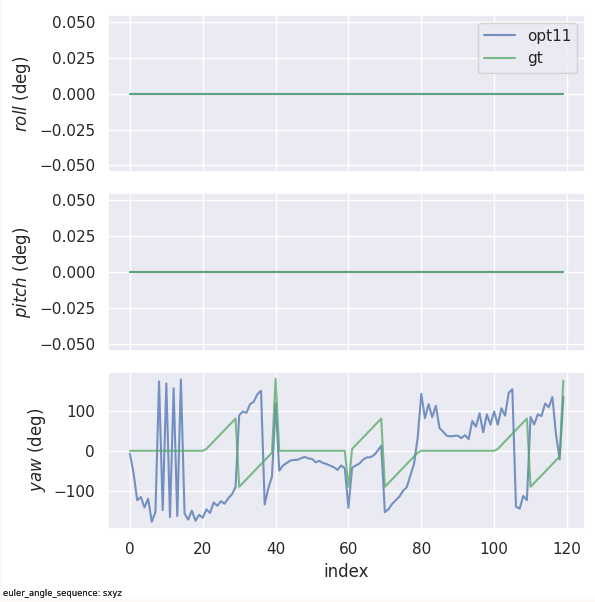 0.050
0.025
0.000
−0.025
−0.050
roll (deg)
opt11
gt
0.050
0.025
0.000
−0.025
−0.050
pitch (deg)
100
0
−100
yaw (deg)
0 20 40 60 80 100 120
index
euler_angle_sequence: sxyz